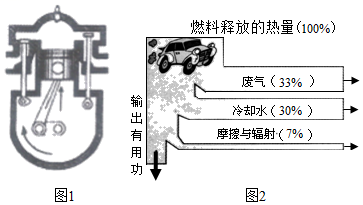 燃料释放的热量(100%)
废气(33%)
冷却水(30%)
摩擦与辐射(7%)
输出有用功
图1
图2